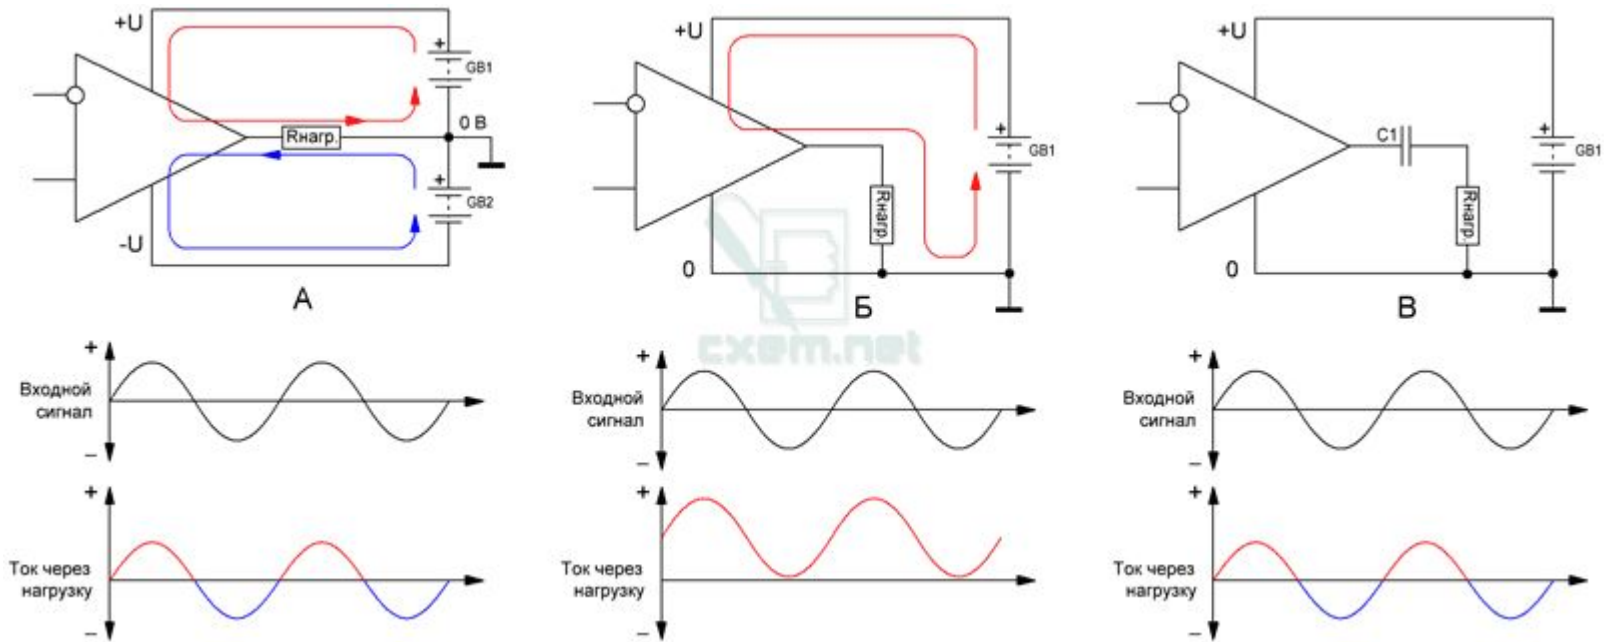 +U
+
GB1
Rнагр.
0 В
+
GB2
-U
А
+U
+
GB1
Rнагр.
0
Б
+U
C1
+
GB1
Rнагр.
0
В
cxem.net
+
Входной
сигнал
–
+
Ток через
нагрузку
–
+
Входной
сигнал
–
+
Ток через
нагрузку
–
+
Входной
сигнал
–
+
Ток через
нагрузку
–